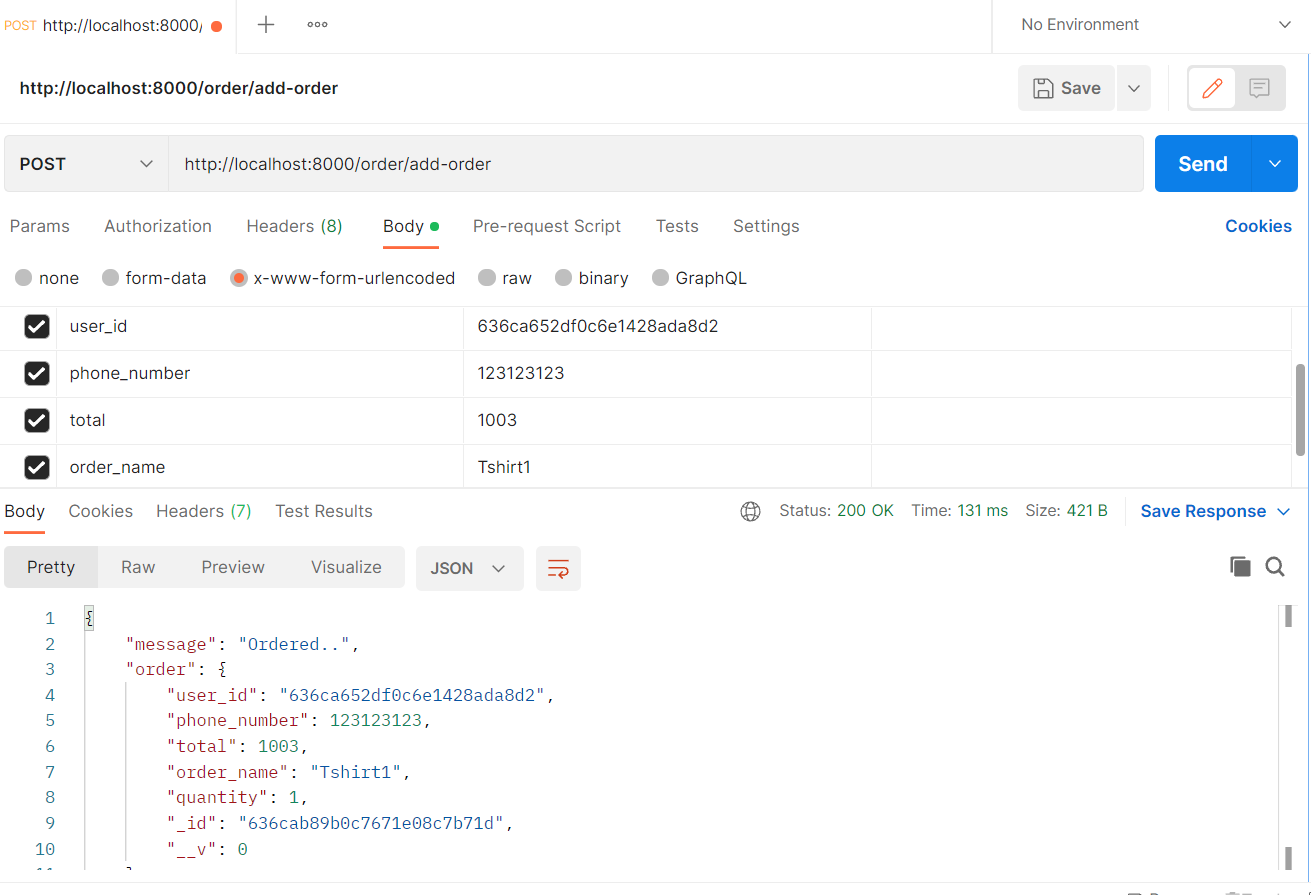 POST http://localhost:8000/
No Environment
http://localhost:8000/order/add-order
Save
POST http://localhost:8000/order/add-order Send
Params Authorization Headers (8) Body Pre-request Script Tests Settings Cookies
none form-data x-www-form-urlencoded raw binary GraphQL
user_id 636ca652df0c6e1428ada8d2
phone_number 123123123
total 1003
order_name Tshirt1
Body Cookies Headers (7) Test Results Status: 200 OK Time: 131 ms Size: 421 B Save Response
Pretty Raw Preview Visualize JSON
1 {
2 "message": "Ordered..",
3 "order": {
4 "user_id": "636ca652df0c6e1428ada8d2",
5 "phone_number": 123123123,
6 "total": 1003,
7 "order_name": "Tshirt1",
8 "quantity": 1,
9 "_id": "636cab89b0c7671e08c7b71d",
10 "__v": 0